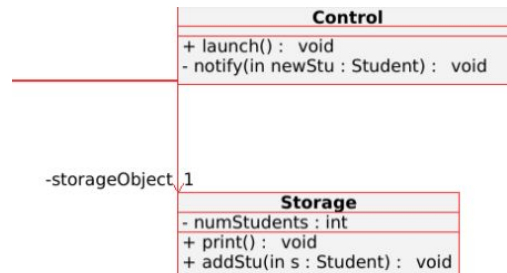 Control
+ launch() : void
- notify(in newStu : Student) : void
-storageObject 1
Storage
- numStudents : int
+ print() : void
+ addStu(in s : Student) : void